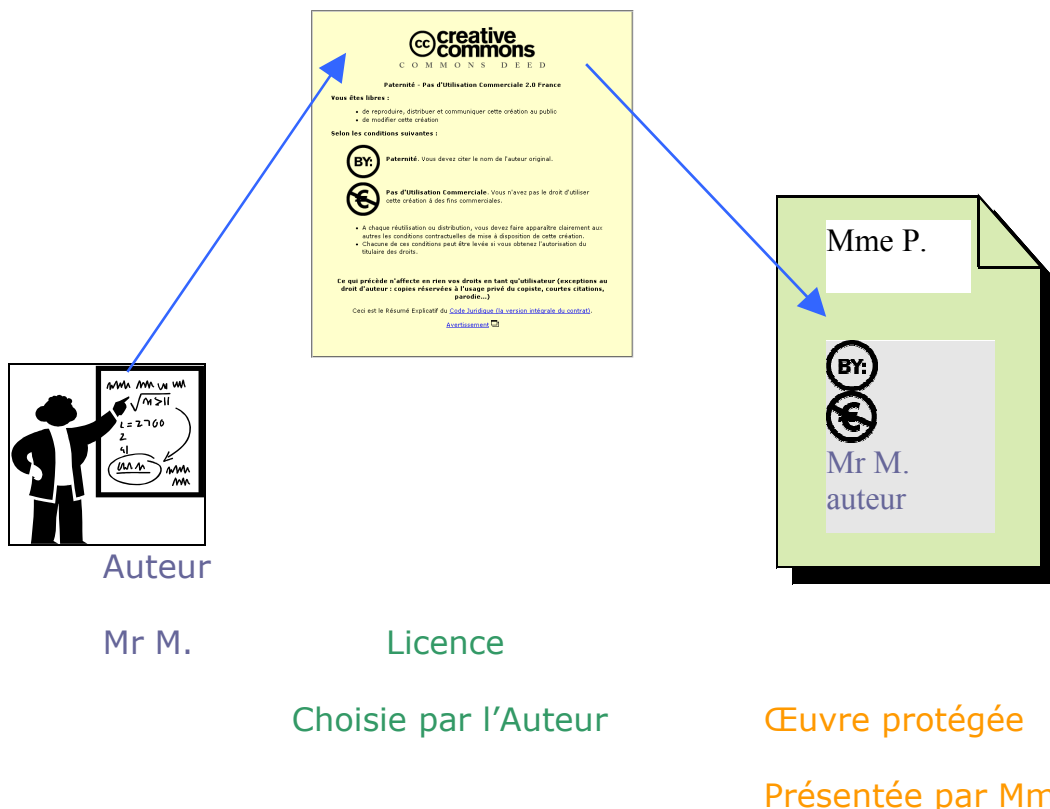 cc creative
commons
COMMONS DEED
Paternité - Pas d'Utilisation Commerciale 2.0 France
Vous êtes libres :
de reproduire, distribuer et communiquer cette création au public
de modifier cette création
Selon les conditions suivantes :
BY: Paternité. Vous devez citer le nom de l'auteur original.
Pas d'Utilisation Commerciale. Vous n'avez pas le droit d'utiliser
cette création à des fins commerciales.
A chaque réutilisation ou distribution, vous devez faire apparaître clairement aux
autres les conditions contractuelles de mise à disposition de cette création.
Chacune de ces conditions peut être levée si vous obtenez l'autorisation du
titulaire des droits.
Ce qui précède n'affecte en rien vos droits en tant qu'utilisateur (exceptions au
droit d'auteur : copies réservées à l'usage privé du copiste, courtes citations,
parodie...)
Ceci est le Résumé Explicatif du Code Juridique (la version intégrale du contrat).
Avertissement
Mme P.
BY:
€
Mr M.
auteur
L=2700
2
Auteur
Mr M.
Licence
Choisie par l'Auteur
Œuvre protégée
Présentée par Mm